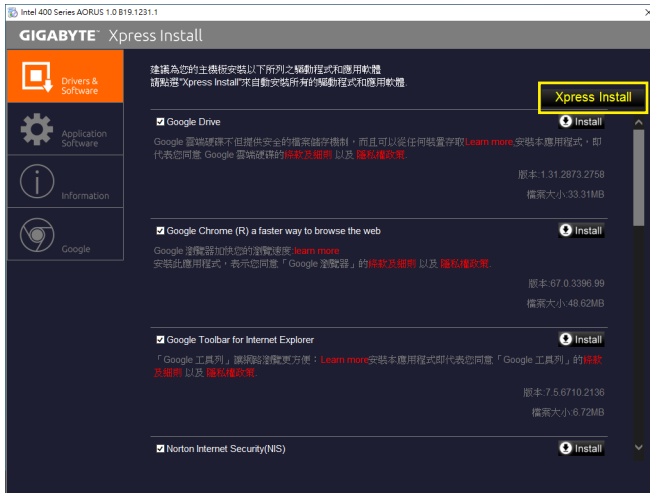 Intel 400 Series AORUS 1.0 B19.1231.1
GIGABYTE™ Xpress Install
Drivers &
Software
Application
Software
Information
Google
建議為您的主機板安裝以下所列之驅動程式和應用軟體
請點選"Xpress Install"來自動安裝所有的驅動程式和應用軟體.
Xpress Install
Google Drive
Install
Google 雲端硬碟不但提供安全的檔案儲存機制，而且可以從任何裝置存取Learn more,安裝本應用程式，即
代表您同意 Google 雲端硬碟的條款及細則 以及 隱私權政策.
版本:1.31.2873.2758
檔案大小:33.31MB
Google Chrome (R) a faster way to browse the web
Install
Google 瀏覽器加快您的瀏覽速度.learn more
安裝此應用程式，表示您同意「Google 瀏覽器」的條款及細則 以及 隱私權政策.
版本:67.0.3396.99
檔案大小:48.62MB
Google Toolbar for Internet Explorer
Install
「Google 工具列」讓網路瀏覽更方便：Learn more安裝本應用程式即代表您同意「Google 工具列」的條款
及細則 以及 隱私權政策.
版本:7.5.6710.2136
檔案大小:6.72MB
Norton Internet Security(NIS)
Install